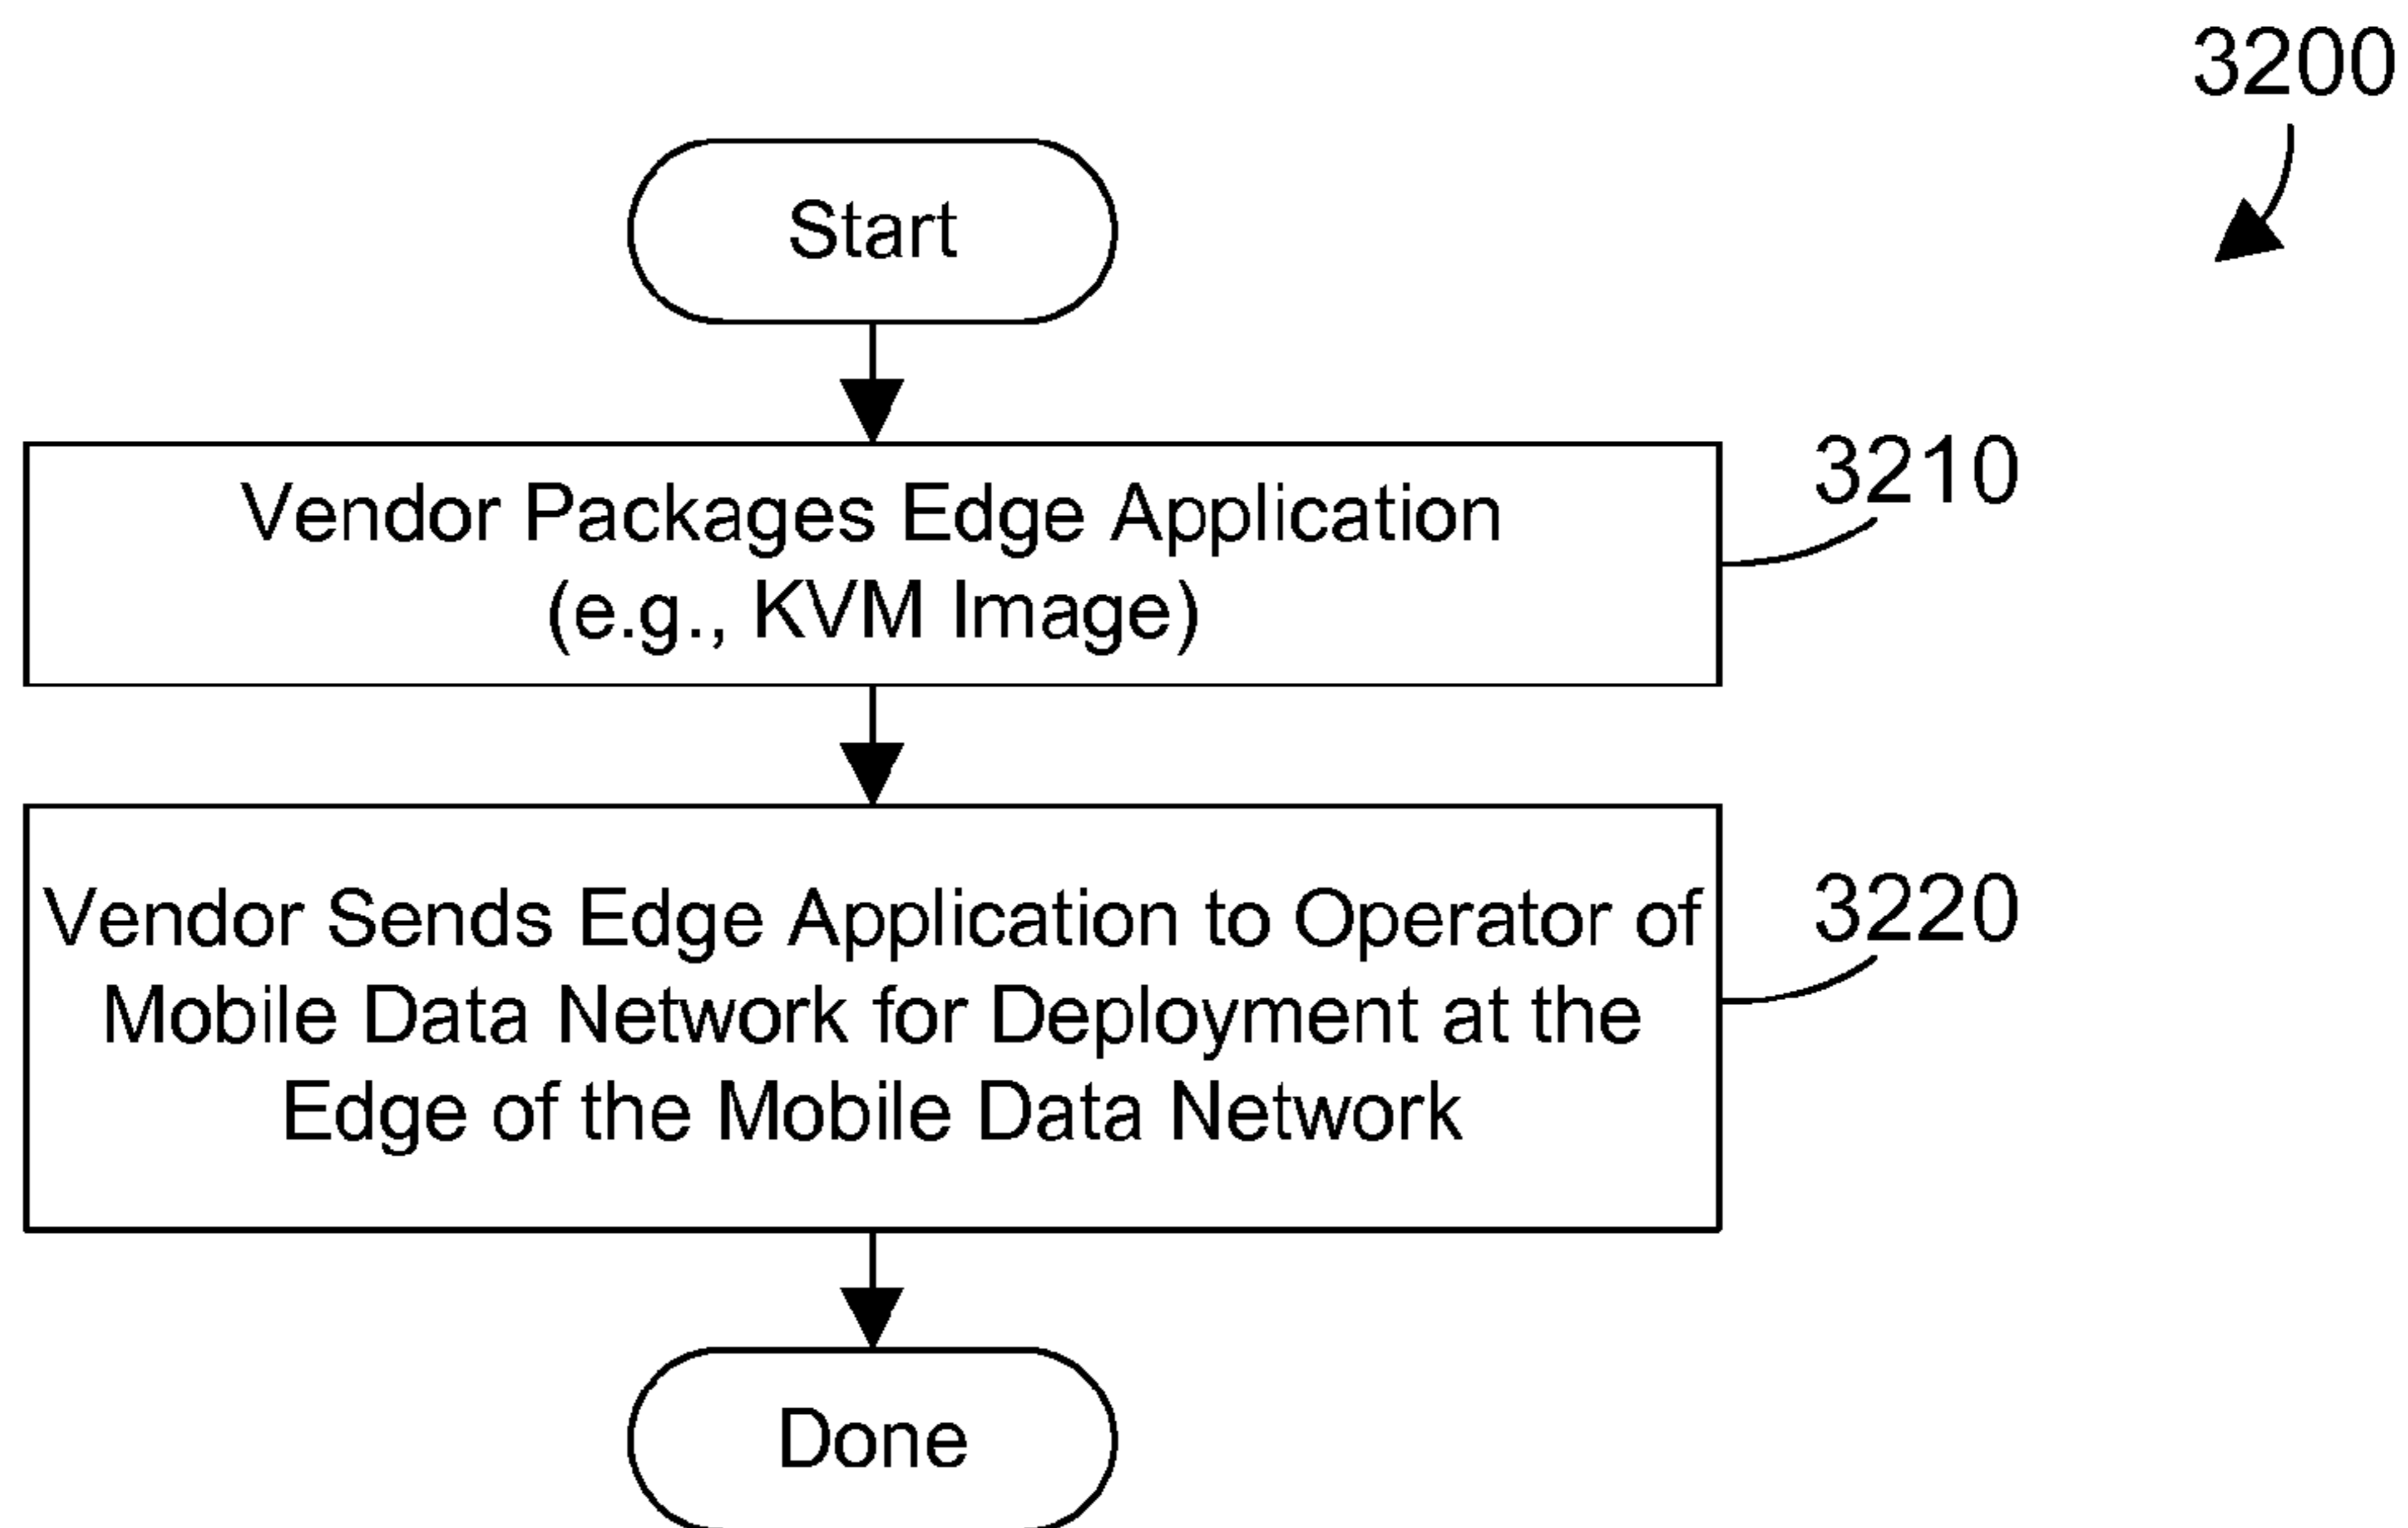 3200
Start
Vendor Packages Edge Application
(e.g., KVM Image)
3210
Vendor Sends Edge Application to Operator of
Mobile Data Network for Deployment at the
Edge of the Mobile Data Network
3220
Done